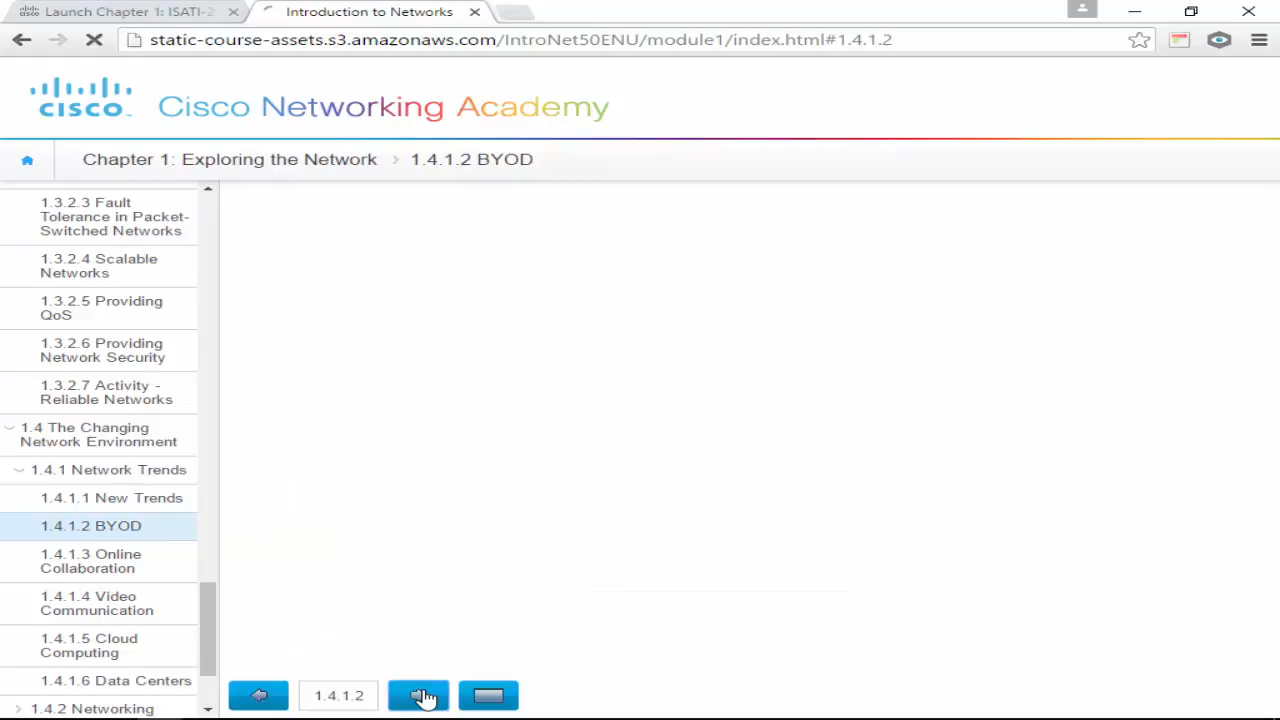 Launch Chapter 1: ISATI-2
Introduction to Networks
static-course-assets.s3.amazonaws.com/IntroNet50ENU/module1/index.html#1.4.1.2
CISCO
Cisco Networking Academy
Chapter 1: Exploring the Network
1.4.1.2 BYOD
1.3.2.3 Fault
Tolerance in Packet-
Switched Networks
1.3.2.4 Scalable
Networks
1.3.2.5 Providing
QoS
1.3.2.6 Providing
Network Security
1.3.2.7 Activity -
Reliable Networks
1.4 The Changing
Network Environment
1.4.1 Network Trends
1.4.1.1 New Trends
1.4.1.2 BYOD
1.4.1.3 Online
Collaboration
1.4.1.4 Video
Communication
1.4.1.5 Cloud
Computing
1.4.1.6 Data Centers
1.4.2 Networking
1.4.1.2